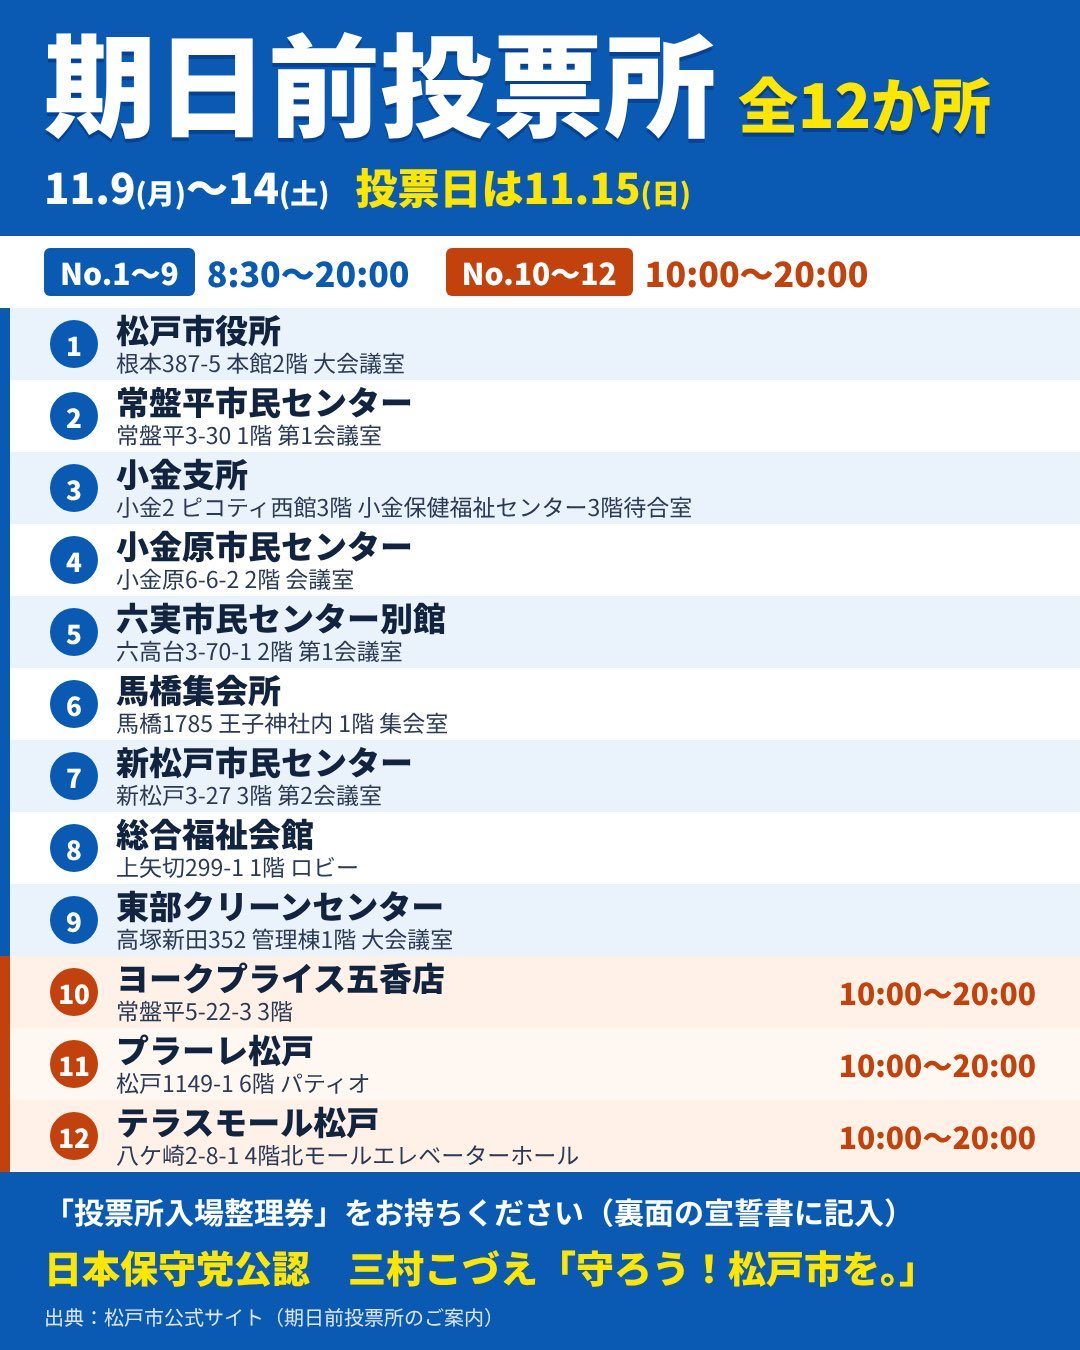 期日前投票所 全12か所
11.9(月)～14(土) 投票日は11.15(日)
No.1～9 8:30～20:00 No.10～12 10:00～20:00
1 松戸市役所
根本387-5 本館2階 大会議室
2 常盤平市民センター
常盤平3-30 1階 第1会議室
3 小金支所
小金2 ピコティ西館3階 小金保健福祉センター3階待合室
4 小金原市民センター
小金原6-6-2 2階 会議室
5 六実市民センター別館
六高台3-70-1 2階 第1会議室
6 馬橋集会所
馬橋1785 王子神社内 1階 集会室
7 新松戸市民センター
新松戸3-27 3階 第2会議室
8 総合福祉会館
上矢切299-1 1階 ロビー
9 東部クリーンセンター
高塚新田352 管理棟1階 大会議室
10 ヨークプライス五香店 10:00～20:00
常盤平5-22-3 3階
11 プラーレ松戸 10:00～20:00
松戸1149-1 6階 パティオ
12 テラスモール松戸 10:00～20:00
八ケ崎2-8-1 4階北モールエレベーターホール
「投票所入場整理券」をお持ちください（裏面の宣誓書に記入）
日本保守党公認　三村こづえ「守ろう！松戸市を。」
出典：松戸市公式サイト（期日前投票所のご案内）